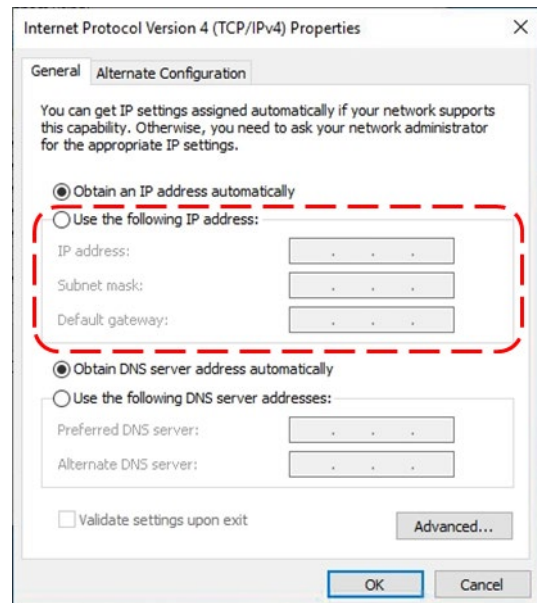 Internet Protocol Version 4 (TCP/IPv4) Properties
General
Alternate Configuration
You can get IP settings assigned automatically if your network supports
this capability. Otherwise, you need to ask your network administrator
for the appropriate IP settings.
Obtain an IP address automatically
Use the following IP address:
IP address:
Subnet mask:
Default gateway:
Obtain DNS server address automatically
Use the following DNS server addresses:
Preferred DNS server:
Alternate DNS server:
Validate settings upon exit
Advanced...
OK
Cancel